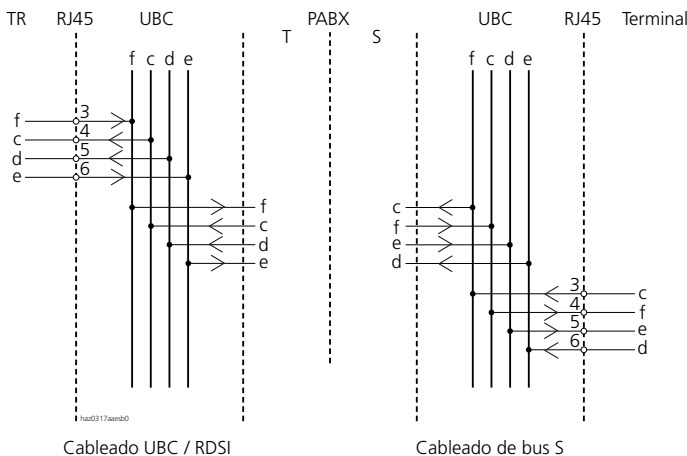 TR RJ45 UBC PABX UBC RJ45 Terminal
T S
f c d e f c d e
f 3
c 4
d 5
e 6
f c
c f
d e
e d
3 c
4 f
5 e
6 d
haz0317aaesb0
Cableado UBC / RDSI Cableado de bus S